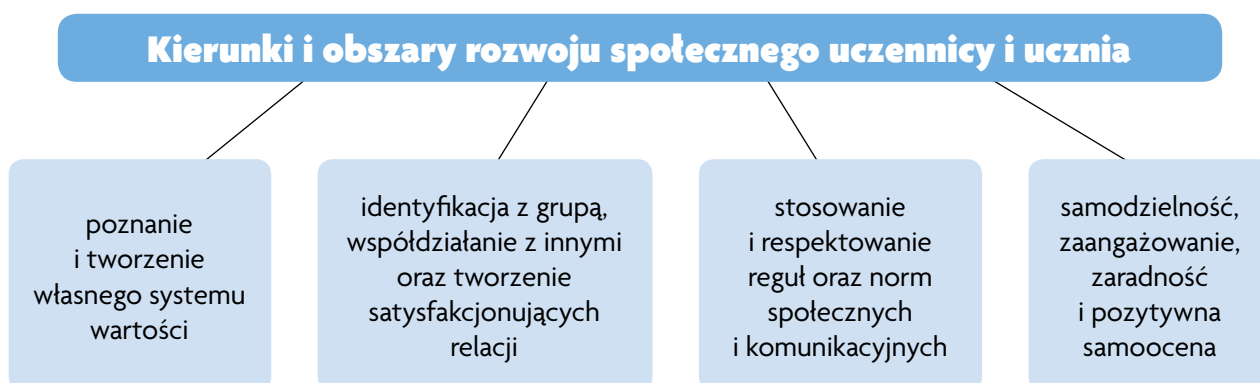 Kierunki i obszary rozwoju społecznego uczennicy i ucznia
poznanie
i tworzenie
własnego systemu
wartości
identyfikacja z grupą,
współdziałanie z innymi
oraz tworzenie
satysfakcjonujących
relacji
stosowanie
i respektowanie
reguł oraz norm
społecznych
i komunikacyjnych
samodzielność,
zaangażowanie,
zaradność
i pozytywna
samoocena